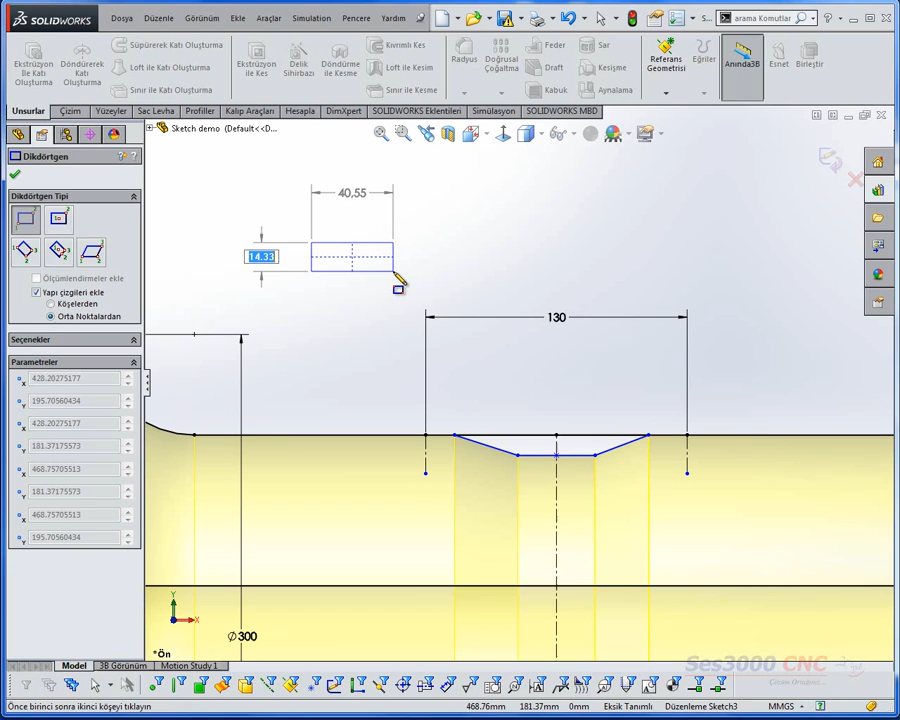 SOLIDWORKS
Dosya Düzenle Görünüm Ekle Araçlar Simulation Pencere Yardım
S...
arama Komutlar
Ekstrüzyon İle Katı Oluşturma
Döndürerek Katı Oluşturma
Süpürerek Katı Oluşturma
Loft ile Katı Oluşturma
Sınır ile Katı Oluşturma
Ekstrüzyon ile Kes
Delik Sihirbazı
Döndürme ile Kesme
Kıvrımlı Kes
Loft ile Kesim
Sınır ile Kesme
Radyus
Doğrusal Çoğaltma
Feder
Draft
Kabuk
Sar
Kesişme
Aynalama
Referans Geometrisi
Eğriler
Anında3B
Esnet
Birleştir
Unsurlar Çizim Yüzeyler Sac Levha Profiller Kalıp Araçları Hesapla DimXpert SOLIDWORKS Eklentileri Simülasyon SOLIDWORKS MBD
Sketch demo (Default<<D...
Dikdörtgen
Dikdörtgen Tipi
Ölçümlendirmeler ekle
Yapı çizgileri ekle
Köşelerden
Orta Noktalardan
Seçenekler
Parametreler
428.20275177
195.70560434
428.20275177
181.37175573
468.75705513
181.37175573
468.75705513
195.70560434
40,55
14.33
130
∅300
Y
X
*Ön
Ses3000 CNC
Model 3B Görünüm Motion Study 1
Önce birinci sonra ikinci köşeyi tıklayın
468.76mm 181.37mm 0mm Eksik Tanımlı Düzenleme Sketch3
MMGS